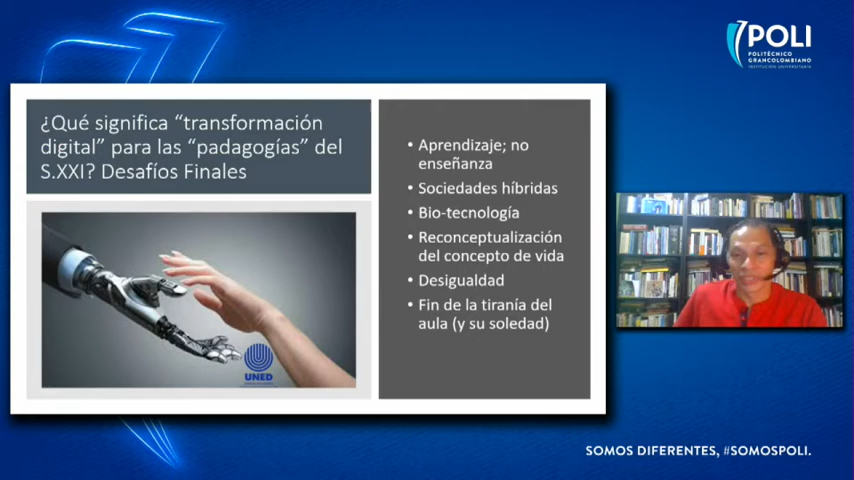 POLI
POLITÉCNICO
GRANCOLOMBIANO
INSTITUCIÓN UNIVERSITARIA
¿Qué significa “transformación
digital” para las “padagogías” del
S.XXI? Desafíos Finales
UNED
• Aprendizaje; no
enseñanza
• Sociedades híbridas
• Bio-tecnología
• Reconceptualización
del concepto de vida
• Desigualdad
• Fin de la tiranía del
aula (y su soledad)
SOMOS DIFERENTES, #SOMOSPOLI.